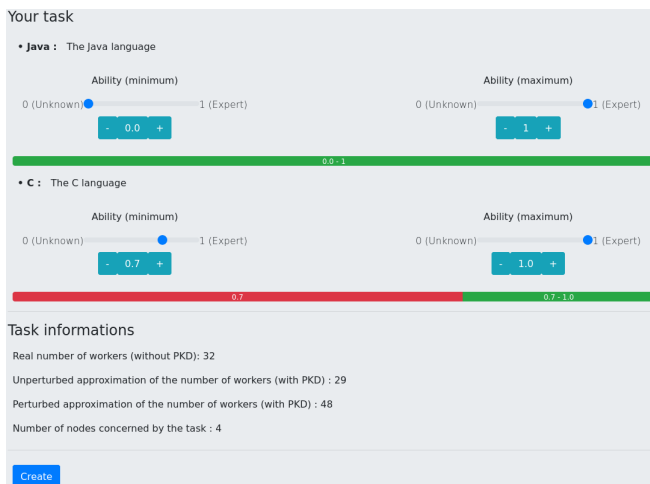 Your task
• Java : The Java language
Ability (minimum) Ability (maximum)
0 (Unknown) 1 (Expert) 0 (Unknown) 1 (Expert)
- 0.0 + - 1 +
0.0 - 1
• C : The C language
Ability (minimum) Ability (maximum)
0 (Unknown) 1 (Expert) 0 (Unknown) 1 (Expert)
- 0.7 + - 1.0 +
0.7 0.7 - 1.0
Task informations
Real number of workers (without PKD): 32
Unperturbed approximation of the number of workers (with PKD) : 29
Perturbed approximation of the number of workers (with PKD) : 48
Number of nodes concerned by the task : 4
Create